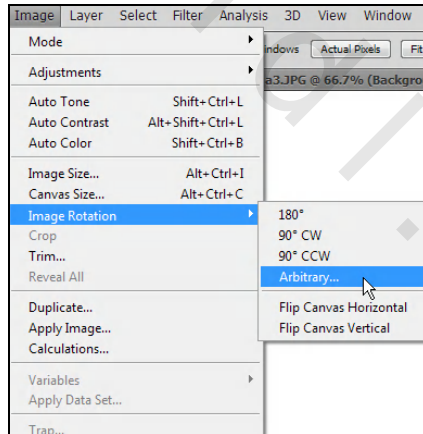 Image Layer Select Filter Analysis 3D View Window
Mode
indows Actual Pixels Fit
Adjustments
a3.JPG @ 66.7% (Backgro
Auto Tone Shift+Ctrl+L
Auto Contrast Alt+Shift+Ctrl+L
Auto Color Shift+Ctrl+B
Image Size... Alt+Ctrl+I
Canvas Size... Alt+Ctrl+C
Image Rotation
Crop
Trim...
Reveal All
Duplicate...
Apply Image...
Calculations...
Variables
Apply Data Set...
Trap...
180°
90° CW
90° CCW
Arbitrary...
Flip Canvas Horizontal
Flip Canvas Vertical